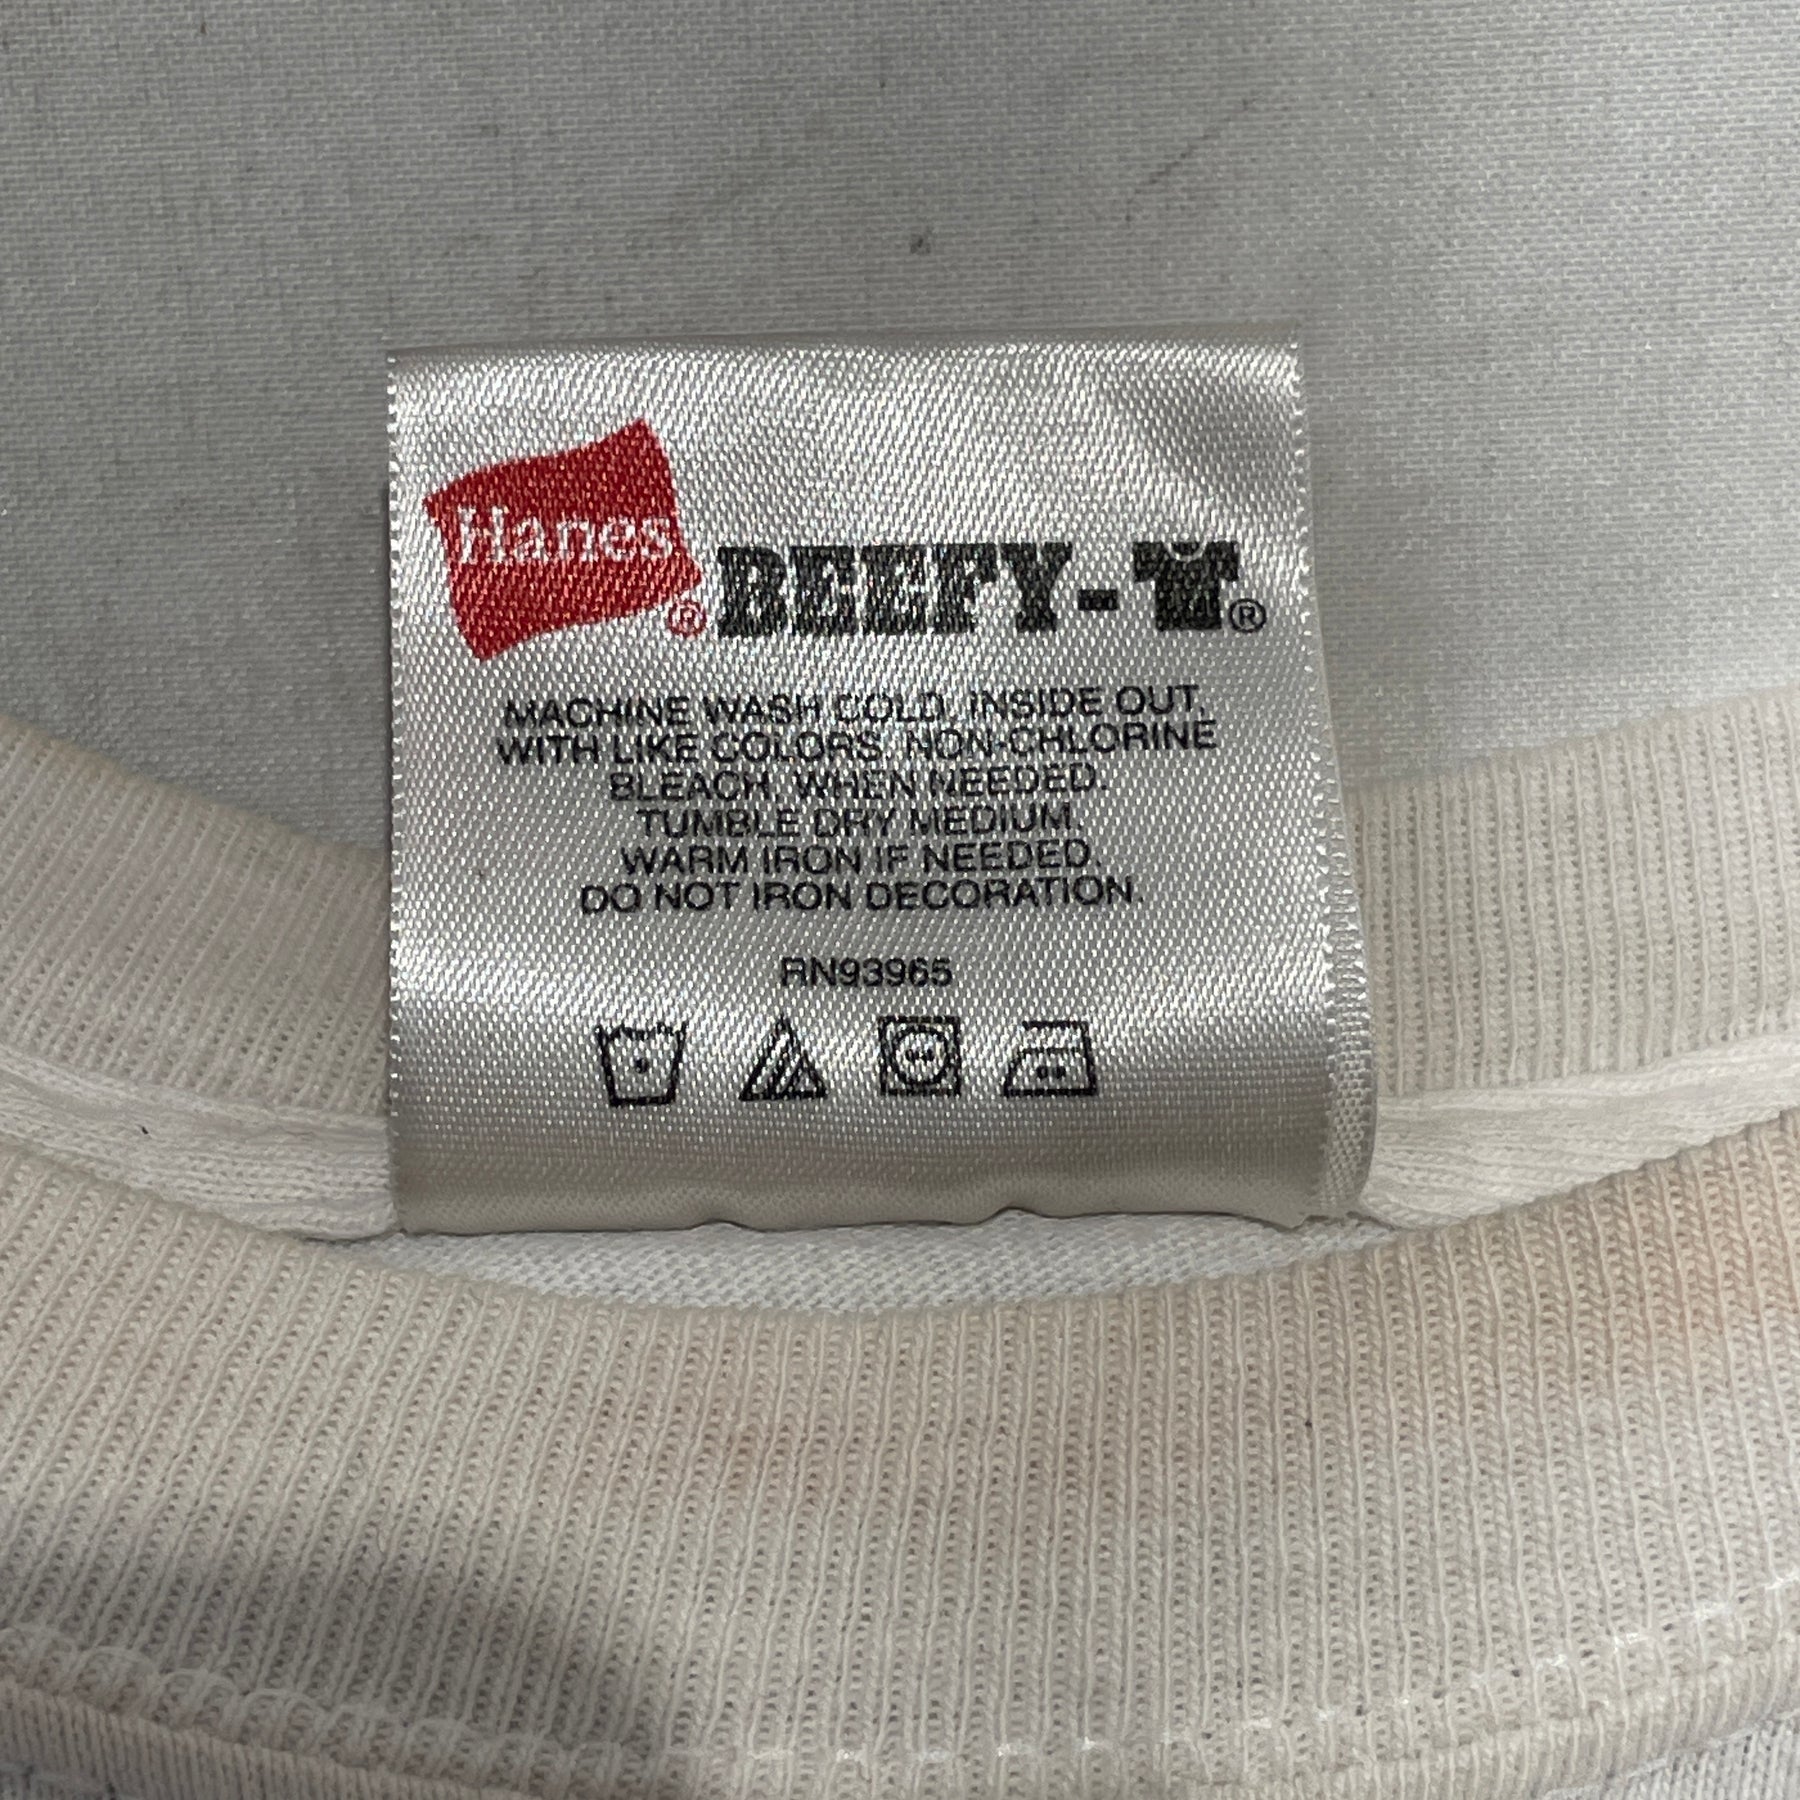 Hanes® BEEFY-T®
MACHINE WASH COLD, INSIDE OUT,
WITH LIKE COLORS. NON-CHLORINE
BLEACH, WHEN NEEDED.
TUMBLE DRY MEDIUM.
WARM IRON IF NEEDED.
DO NOT IRON DECORATION.
RN93965